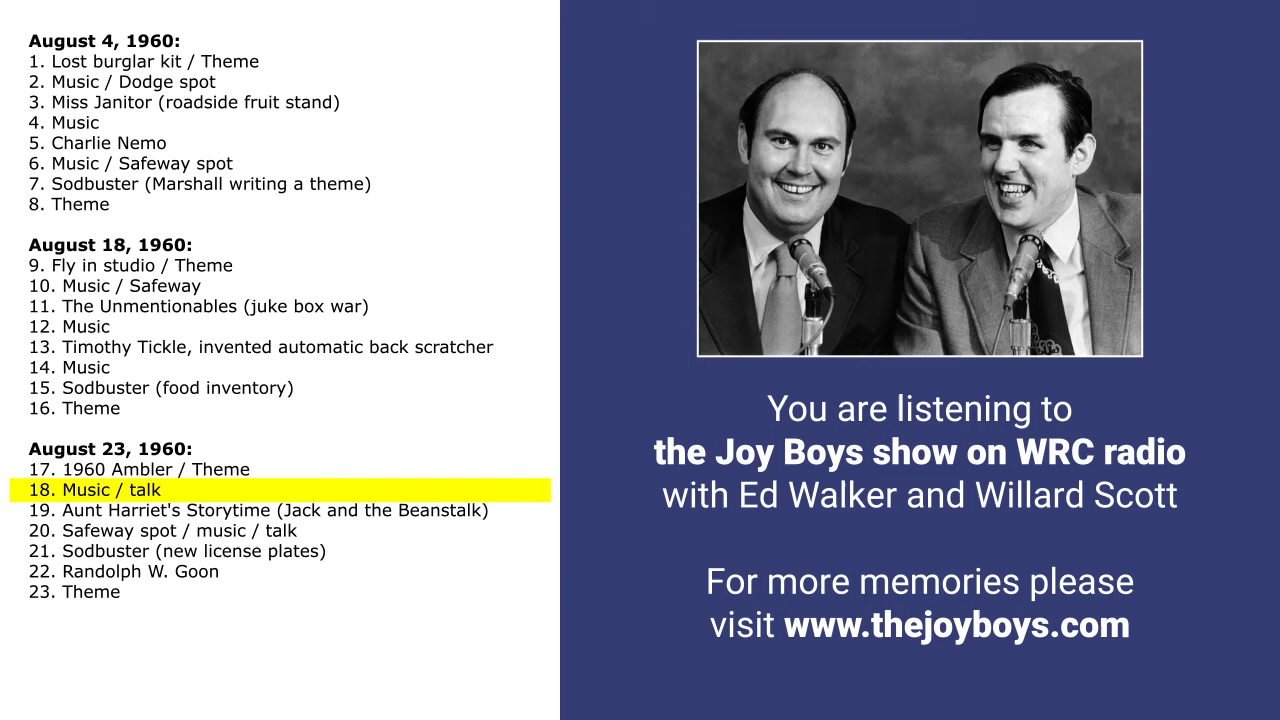 August 4, 1960:
1. Lost burglar kit / Theme
2. Music / Dodge spot
3. Miss Janitor (roadside fruit stand)
4. Music
5. Charlie Nemo
6. Music / Safeway spot
7. Sodbuster (Marshall writing a theme)
8. Theme
August 18, 1960:
9. Fly in studio / Theme
10. Music / Safeway
11. The Unmentionables (juke box war)
12. Music
13. Timothy Tickle, invented automatic back scratcher
14. Music
15. Sodbuster (food inventory)
16. Theme
August 23, 1960:
17. 1960 Ambler / Theme
18. Music / talk
19. Aunt Harriet's Storytime (Jack and the Beanstalk)
20. Safeway spot / music / talk
21. Sodbuster (new license plates)
22. Randolph W. Goon
23. Theme
You are listening to
the Joy Boys show on WRC radio
with Ed Walker and Willard Scott
For more memories please
visit www.thejoyboys.com